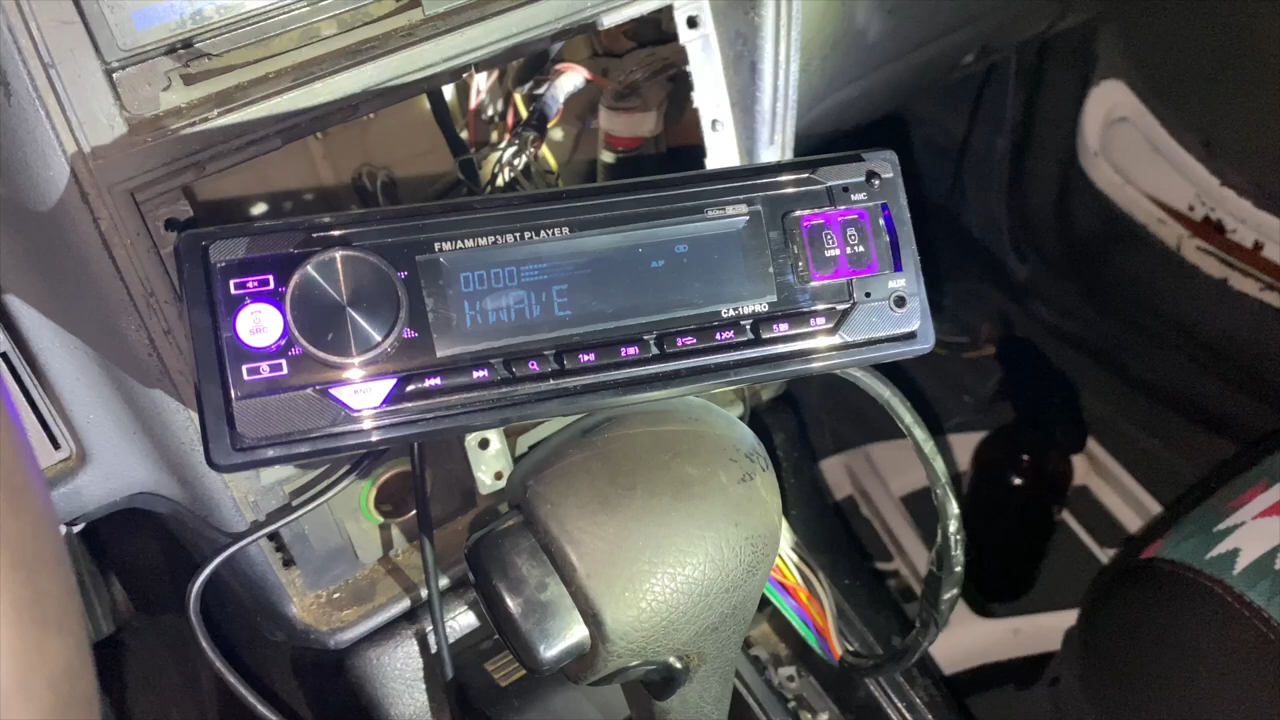 FM/AM/MP3/BT PLAYER
MIC
USB 2.1A
0000
AF
KWAVE
SRC
AUX
CA-10PRO
BND
1
2
3
4
5
6